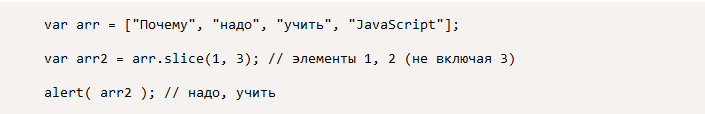 var arr = ["Почему", "надо", "учить", "JavaScript"];
var arr2 = arr.slice(1, 3); // элементы 1, 2 (не включая 3)
alert( arr2 ); // надо, учить